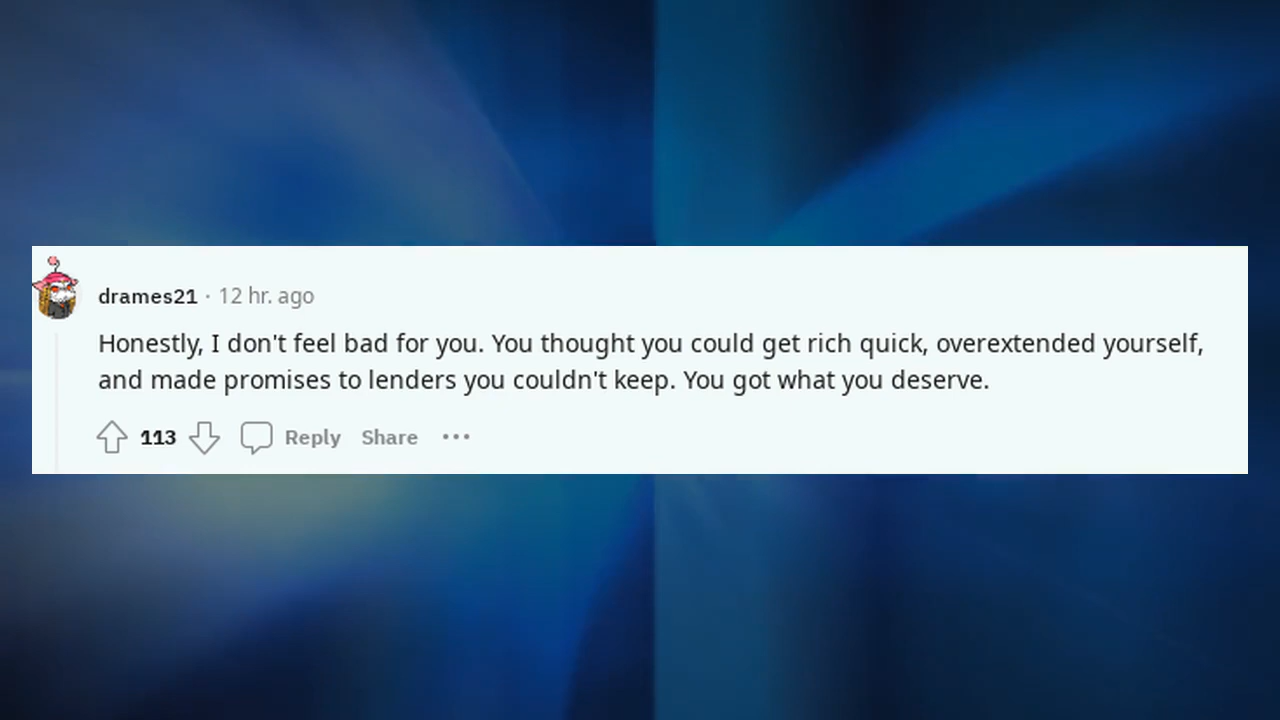 drames21 · 12 hr. ago
Honestly, I don't feel bad for you. You thought you could get rich quick, overextended yourself,
and made promises to lenders you couldn't keep. You got what you deserve.
113 Reply Share ···